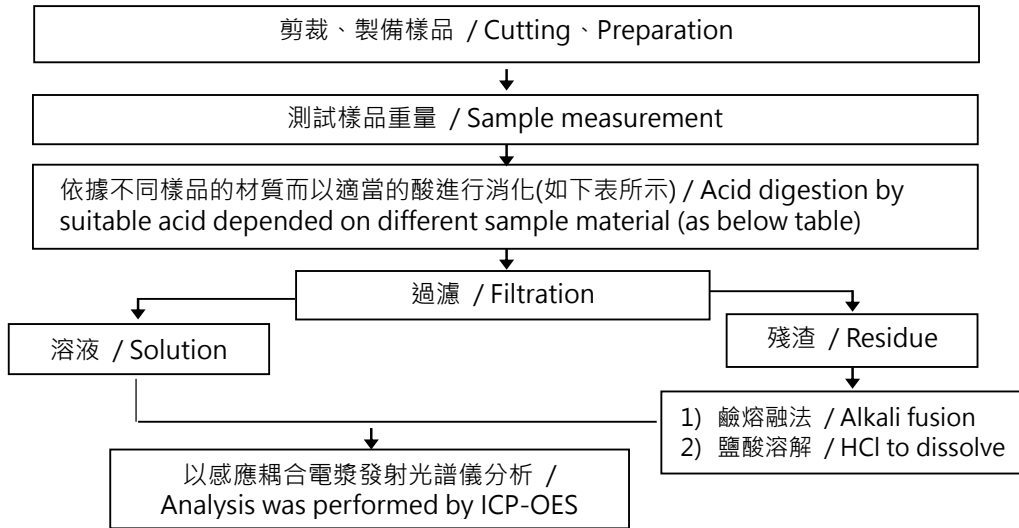 剪裁、製備樣品 / Cutting、Preparation
測試樣品重量 / Sample measurement
依據不同樣品的材質而以適當的酸進行消化(如下表所示) / Acid digestion by
suitable acid depended on different sample material (as below table)
過濾 / Filtration
溶液 / Solution
殘渣 / Residue
1) 鹼熔融法 / Alkali fusion
2) 鹽酸溶解 / HCl to dissolve
以感應耦合電漿發射光譜儀分析 /
Analysis was performed by ICP-OES